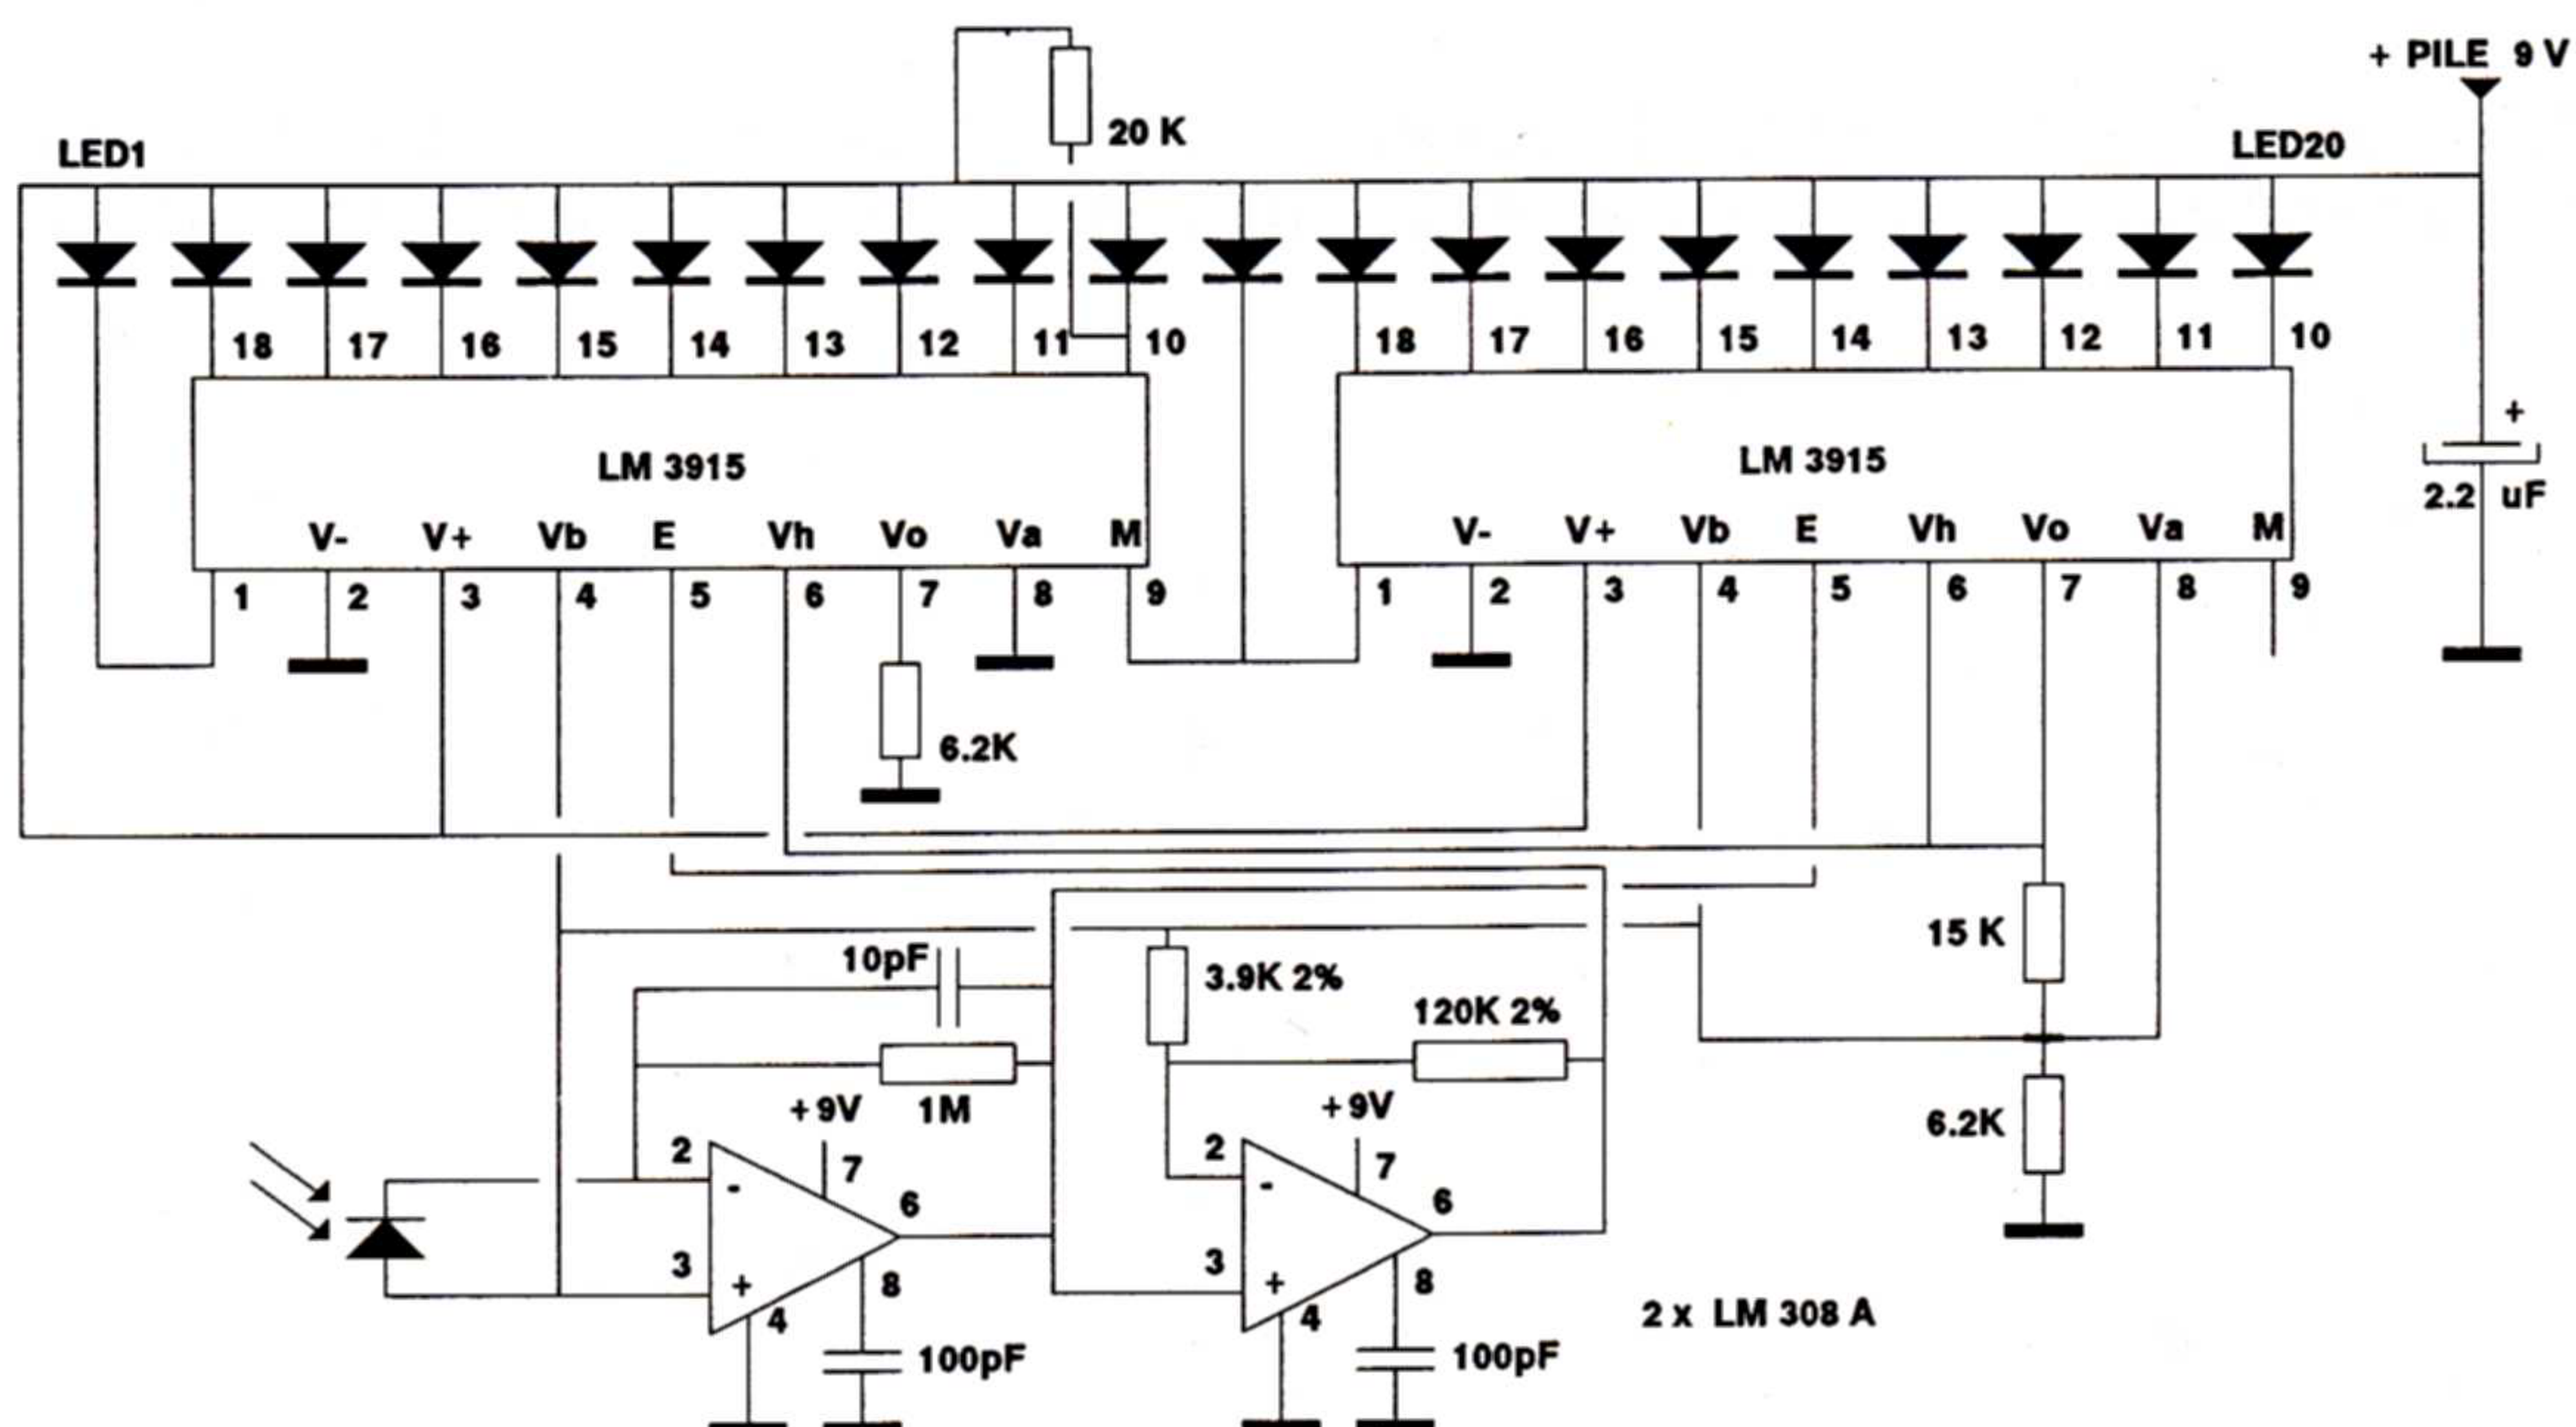 + PILE 9 V
20 K
LED1
LED20
18 17 16 15 14 13 12 11 10
18 17 16 15 14 13 12 11 10
+
LM 3915
LM 3915
2.2 uF
V- V+ Vb E Vh Vo Va M
V- V+ Vb E Vh Vo Va M
1 2 3 4 5 6 7 8 9
1 2 3 4 5 6 7 8 9
6.2K
15 K
10pF
3.9K 2%
120K 2%
+9V
1M
+9V
6.2K
2
7
2
7
-
-
6
6
3
3
+
8
+
8
4
4
2 x LM 308 A
100pF
100pF